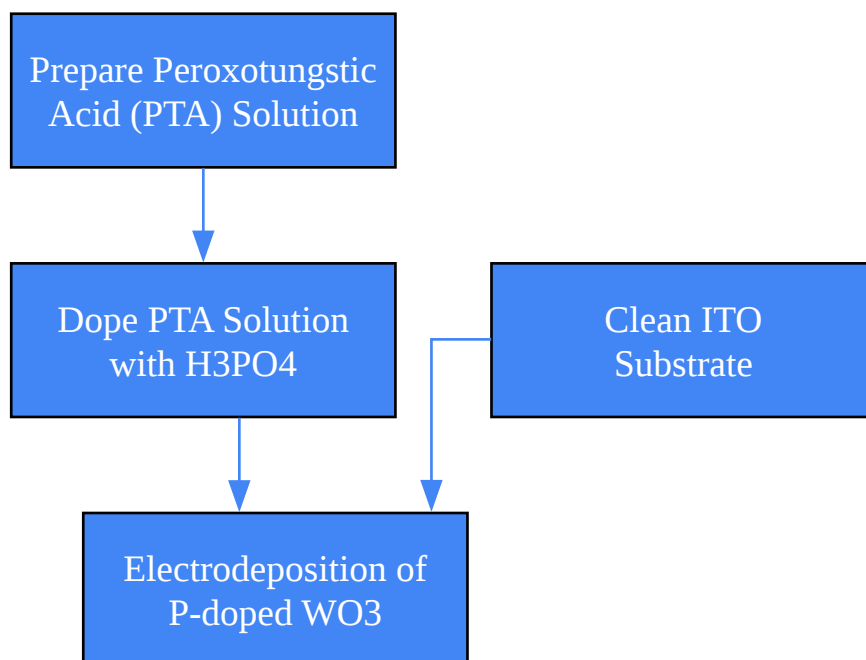 Prepare Peroxotungstic
Acid (PTA) Solution
Dope PTA Solution
with H3PO4
Clean ITO
Substrate
Electrodeposition of
P-doped WO3